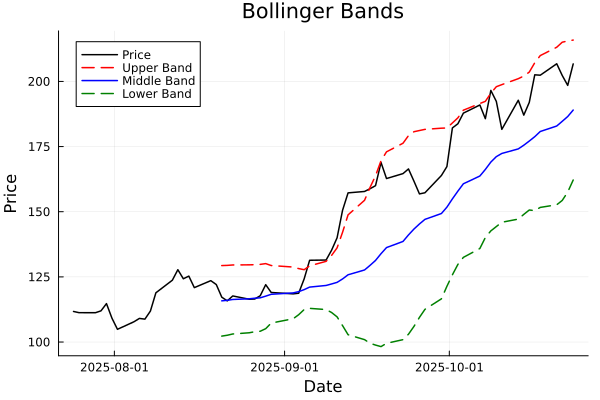 Bollinger Bands
Price
Upper Band
Middle Band
Lower Band
Price
200
175
150
125
100
2025-08-01
2025-09-01
2025-10-01
Date